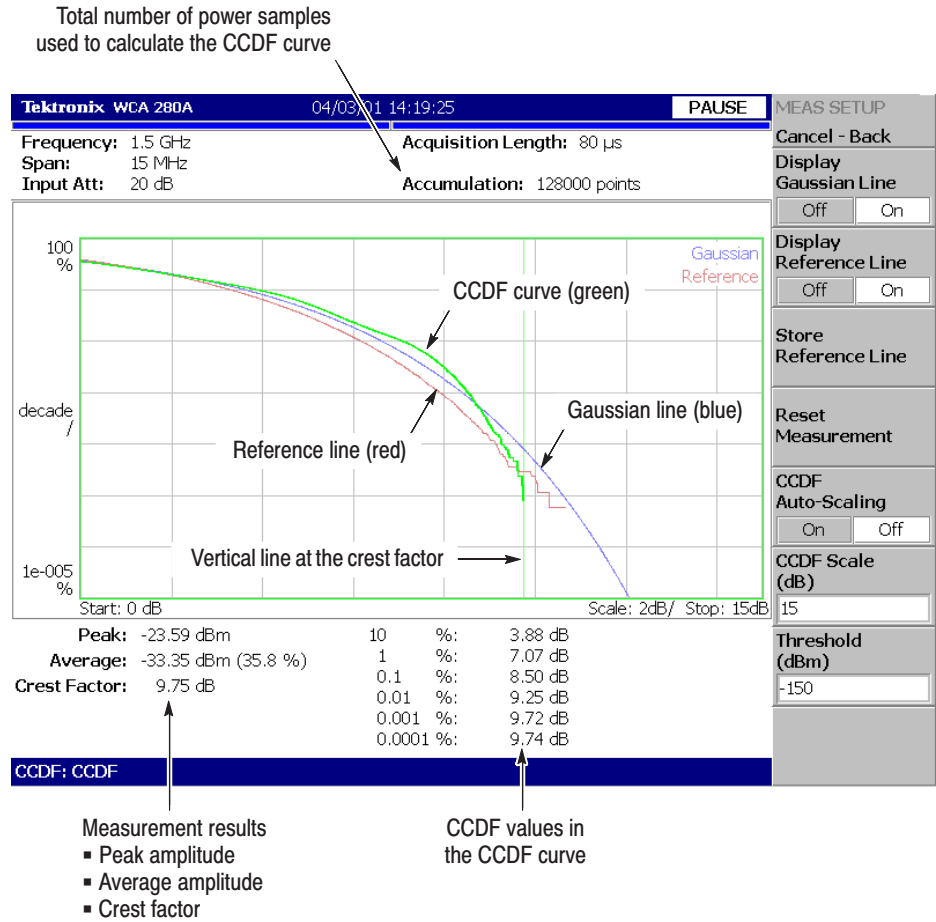 Total number of power samples
used to calculate the CCDF curve
Tektronix WCA 280A 04/03/01 14:19:25 PAUSE
Frequency: 1.5 GHz Acquisition Length: 80 µs
Span: 15 MHz
Input Att: 20 dB Accumulation: 128000 points
100
%
Gaussian
Reference
CCDF curve (green)
decade
/
Gaussian line (blue)
Reference line (red)
Vertical line at the crest factor
1e-005
%
Start: 0 dB Scale: 2dB/ Stop: 15dB
Peak: -23.59 dBm
Average: -33.35 dBm (35.8 %)
Crest Factor: 9.75 dB
10 %: 3.88 dB
1 %: 7.07 dB
0.1 %: 8.50 dB
0.01 %: 9.25 dB
0.001 %: 9.72 dB
0.0001 %: 9.74 dB
CCDF: CCDF
MEAS SETUP
Cancel - Back
Display
Gaussian Line
Off On
Display
Reference Line
Off On
Store
Reference Line
Reset
Measurement
CCDF
Auto-Scaling
On Off
CCDF Scale
(dB)
15
Threshold
(dBm)
-150
Measurement results
▪ Peak amplitude
▪ Average amplitude
▪ Crest factor
CCDF values in
the CCDF curve